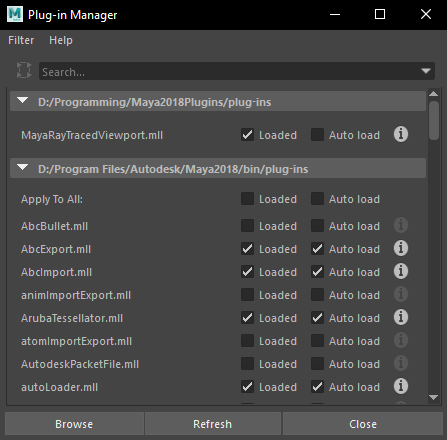 Plug-in Manager
Filter Help
Search...
D:/Programming/Maya2018Plugins/plug-ins
MayaRayTracedViewport.mll Loaded Auto load
D:/Program Files/Autodesk/Maya2018/bin/plug-ins
Apply To All: Loaded Auto load
AbcBullet.mll Loaded Auto load
AbcExport.mll Loaded Auto load
AbcImport.mll Loaded Auto load
animImportExport.mll Loaded Auto load
ArubaTessellator.mll Loaded Auto load
atomImportExport.mll Loaded Auto load
AutodeskPacketFile.mll Loaded Auto load
autoLoader.mll Loaded Auto load
Browse Refresh Close